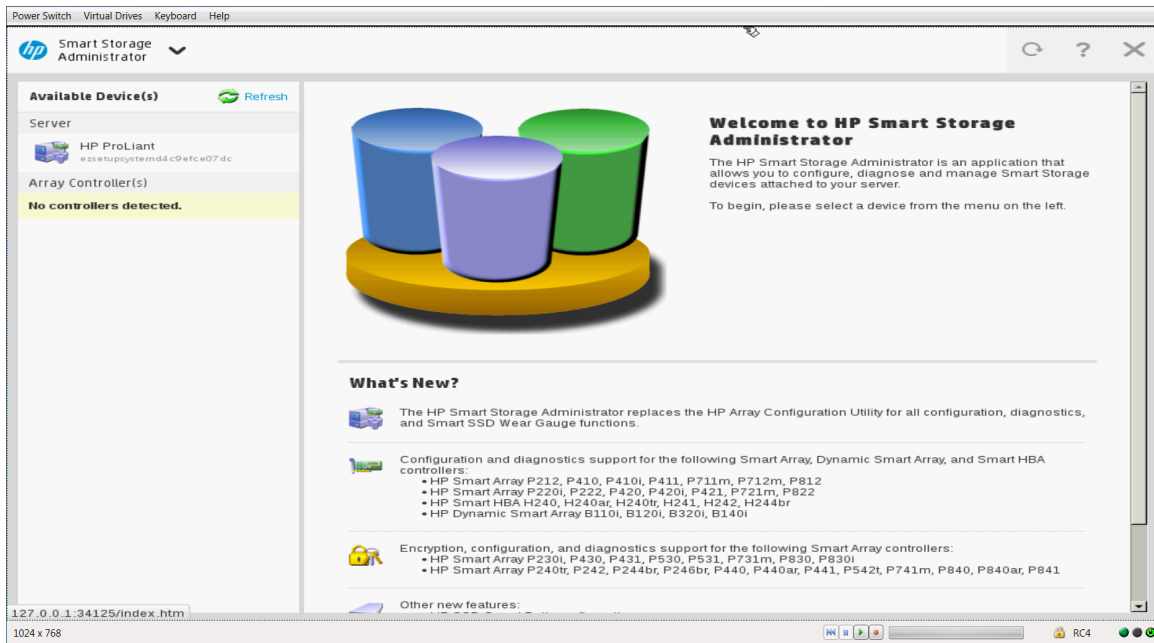 Power Switch Virtual Drives Keyboard Help
hp
Smart Storage
Administrator
?
Available Device(s)
Refresh
Server
HP ProLiant
ezsetupsystemd4c9efce07dc
Array Controller(s)
No controllers detected.
Welcome to HP Smart Storage
Administrator
The HP Smart Storage Administrator is an application that
allows you to configure, diagnose and manage Smart Storage
devices attached to your server.
To begin, please select a device from the menu on the left.
What's New?
The HP Smart Storage Administrator replaces the HP Array Configuration Utility for all configuration, diagnostics,
and Smart SSD Wear Gauge functions.
Configuration and diagnostics support for the following Smart Array, Dynamic Smart Array, and Smart HBA
controllers:
• HP Smart Array P212, P410, P410i, P411, P711m, P712m, P812
• HP Smart Array P220i, P222, P420, P420i, P421, P721m, P822
• HP Smart HBA H240, H240ar, H240tr, H241, H242, H244br
• HP Dynamic Smart Array B110i, B120i, B320i, B140i
Encryption, configuration, and diagnostics support for the following Smart Array controllers:
• HP Smart Array P230i, P430, P431, P530, P531, P731m, P830, P830i
• HP Smart Array P240tr, P242, P244br, P246br, P440, P440ar, P441, P542t, P741m, P840, P840ar, P841
Other new features:
127.0.0.1:34125/index.htm
1024 x 768
RC4